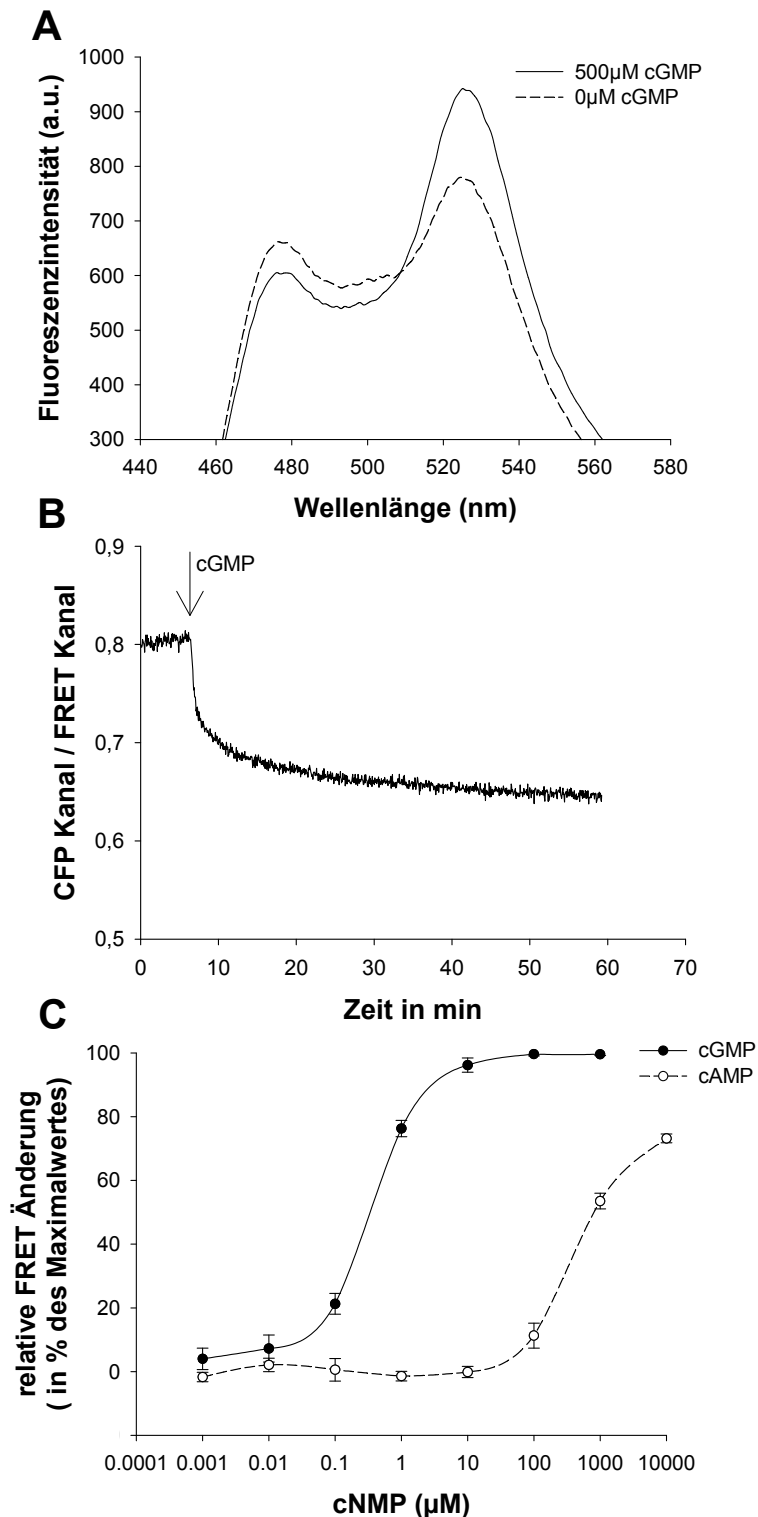 A
1000
900
800
700
600
500
400
300
Fluoreszenzintensität (a.u.)
500µM cGMP
0µM cGMP
440 460 480 500 520 540 560 580
Wellenlänge (nm)
B
0,9
0,8
0,7
0,6
0,5
CFP Kanal / FRET Kanal
cGMP
0 10 20 30 40 50 60 70
Zeit in min
C
100
80
60
40
20
0
relative FRET Änderung
( in % des Maximalwertes)
cGMP
cAMP
0.0001 0.001 0.01 0.1 1 10 100 1000 10000
cNMP (µM)